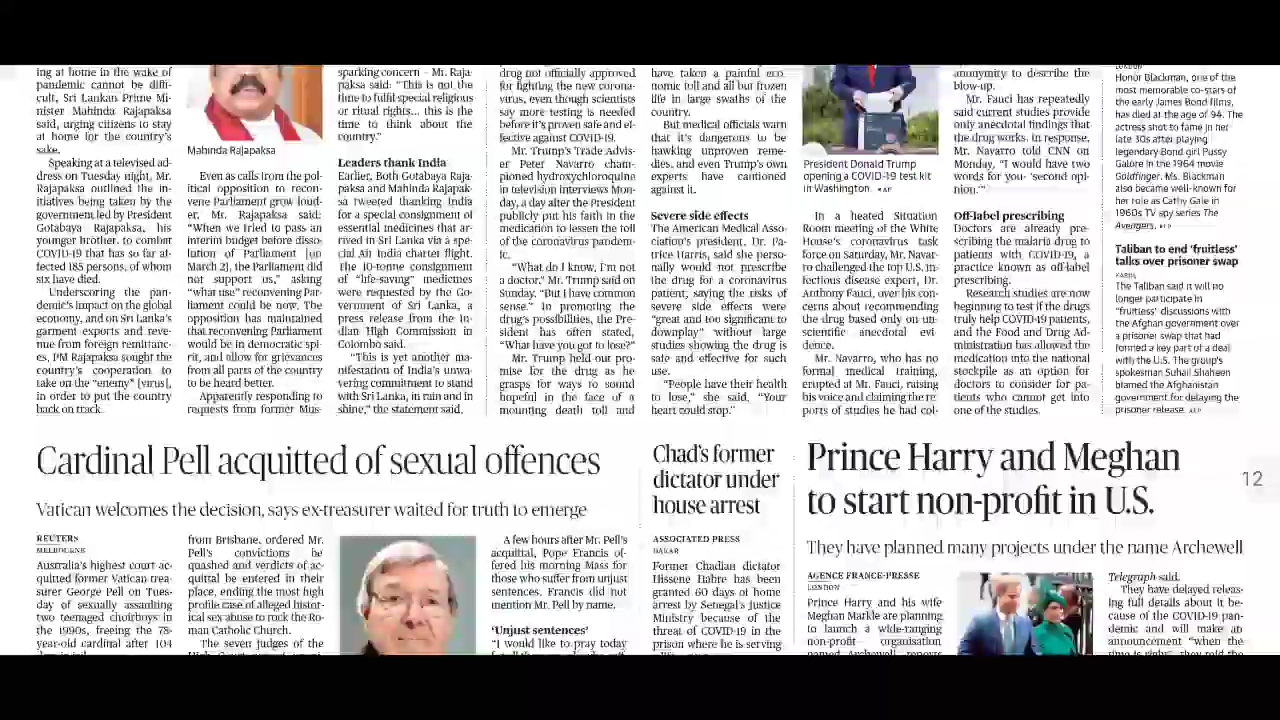 ing at home in the wake of
pandemic cannot be diffi-
cult, Sri Lankan Prime Mi-
nister Mahinda Rajapaksa
said, urging citizens to stay
at home for the country's
sake.
Speaking at a televised ad-
dress on Tuesday night, Mr.
Rajapaksa outlined the in-
itiatives being taken by the
government led by President
Gotabaya Rajapaksa, his
younger brother, to combat
COVID-19 that has so far af-
fected 185 persons, of whom
six have died.
Underscoring the pan-
demic's impact on the global
economy, and on Sri Lanka's
garment exports and reve-
nue from foreign remittanc-
es, PM Rajapaksa sought the
country's cooperation to
take on the "enemy" [virus],
in order to put the country
back on track.
Mahinda Rajapaksa
Even as calls from the pol-
itical opposition to recon-
vene Parliament grow loud-
er, Mr. Rajapaksa said:
"When we tried to pass an
interim budget before disso-
lution of Parliament [on
March 2], the Parliament did
not support us," asking
"what use" reconvening Par-
liament could be now. The
opposition has maintained
that reconvening Parliament
would be in democratic spi-
rit, and allow for grievances
from all parts of the country
to be heard better.
Apparently responding to
requests from former Mus-
sparking concern – Mr. Raja-
paksa said: "This is not the
time to fulfil special religious
or ritual rights... this is the
time to think about the
country."
Leaders thank India
Earlier, Both Gotabaya Raja-
paksa and Mahinda Rajapak-
sa tweeted thanking India
for a special consignment of
essential medicines that ar-
rived in Sri Lanka via a spe-
cial Air India charter flight.
The 10-tonne consignment
of "life-saving" medicines
were requested by the Go-
vernment of Sri Lanka, a
press release from the In-
dian High Commission in
Colombo said.
"This is yet another ma-
nifestation of India's unwa-
vering commitment to stand
with Sri Lanka, in rain and in
shine," the statement said.
drug not officially approved
for fighting the new corona-
virus, even though scientists
say more testing is needed
before it's proven safe and ef-
fective against COVID-19.
Mr. Trump's Trade advis-
er Peter Navarro cham-
pioned hydroxychloroquine
in television interviews Mon-
day, a day after the President
publicly put his faith in the
medication to lessen the toll
of the coronavirus pandem-
ic.
"What do I know, I'm not
a doctor," Mr. Trump said on
Sunday. "But I have common
sense." In promoting the
drug's possibilities, the Pre-
sident has often stated,
"What have you got to lose?"
Mr. Trump held out pro-
mise for the drug as he
grasps for ways to sound
hopeful in the face of a
mounting death toll and
have taken a painful eco-
nomic toll and all but frozen
life in large swaths of the
country.
But medical officials warn
that it's dangerous to be
hawking unproven reme-
dies, and even Trump's own
experts have cautioned
against it.
Severe side effects
The American Medical Asso-
ciation's president, Dr. Pa-
trice Harris, said she perso-
nally would not prescribe
the drug for a coronavirus
patient, saying the risks of
severe side effects were
"great and too significant to
downplay" without large
studies showing the drug is
safe and effective for such
use.
"People have their health
to lose," she said. "Your
heart could stop."
President Donald Trump
opening a COVID-19 test kit
in Washington. •AP
In a heated Situation
Room meeting of the White
House's coronavirus task
force on Saturday, Mr. Navar-
ro challenged the top U.S. in-
fectious disease expert, Dr.
Anthony Fauci, over his con-
cerns about recommending
the drug based only on un-
scientific anecdotal evi-
dence.
Mr. Navarro, who has no
formal medical training,
erupted at Mr. Fauci, raising
his voice and claiming the re-
ports of studies he had col-
anonymity to describe the
blow-up.
Mr. Fauci has repeatedly
said current studies provide
only anecdotal findings that
the drug works. In response,
Mr. Navarro told CNN on
Monday, "I would have two
words for you- 'second opi-
nion.'"
Off-label prescribing
Doctors are already pre-
scribing the malaria drug to
patients with COVID-19, a
practice known as off-label
prescribing.
Research studies are now
beginning to test if the drugs
truly help COVID-19 patients,
and the Food and Drug Ad-
ministration has allowed the
medication into the national
stockpile as an option for
doctors to consider for pa-
tients who cannot get into
one of the studies.
LONDON
Honor Blackman, one of the
most memorable co-stars of
the early James Bond films,
has died at the age of 94. The
actress shot to fame in her
late 30s after playing
legendary Bond girl Pussy
Galore in the 1964 movie
Goldfinger. Ms. Blackman
also became well-known for
her role as Cathy Gale in
1960s TV spy series The
Avengers. AFP
Taliban to end 'fruitless'
talks over prisoner swap
KABUL
The Taliban said it will no
longer participate in
"fruitless" discussions with
the Afghan government over
a prisoner swap that had
formed a key part of a deal
with the U.S. The group's
spokesman Suhail Shaheen
blamed the Afghanistan
government for delaying the
prisoner release. AFP
Cardinal Pell acquitted of sexual offences
Vatican welcomes the decision, says ex-treasurer waited for truth to emerge
REUTERS
MELBOURNE
Australia's highest court ac-
quitted former Vatican trea-
surer George Pell on Tues-
day of sexually assaulting
two teenaged choirboys in
the 1990s, freeing the 78-
year-old cardinal after 404
from Brisbane, ordered Mr.
Pell's convictions be
quashed and verdicts of ac-
quittal be entered in their
place, ending the most high
profile case of alleged histor-
ical sex abuse to rock the Ro-
man Catholic Church.
The seven judges of the
A few hours after Mr. Pell's
acquittal, Pope Francis of-
fered his morning Mass for
those who suffer from unjust
sentences. Francis did not
mention Mr. Pell by name.
'Unjust sentences'
"I would like to pray today
Chad's former
dictator under
house arrest
ASSOCIATED PRESS
DAKAR
Former Chadian dictator
Hissene Habre has been
granted 60 days of home
arrest by Senegal's Justice
Ministry because of the
threat of COVID-19 in the
prison where he is serving
Prince Harry and Meghan
to start non-profit in U.S.
They have planned many projects under the name Archewell
AGENCE FRANCE-PRESSE
LONDON
Prince Harry and his wife
Meghan Markle are planning
to launch a wide-ranging
non-profit organisation
named Archewell, reports
Telegraph said.
They have delayed releas-
ing full details about it be-
cause of the COVID-19 pan-
demic and will make an
announcement "when the
time is right", they told the
12